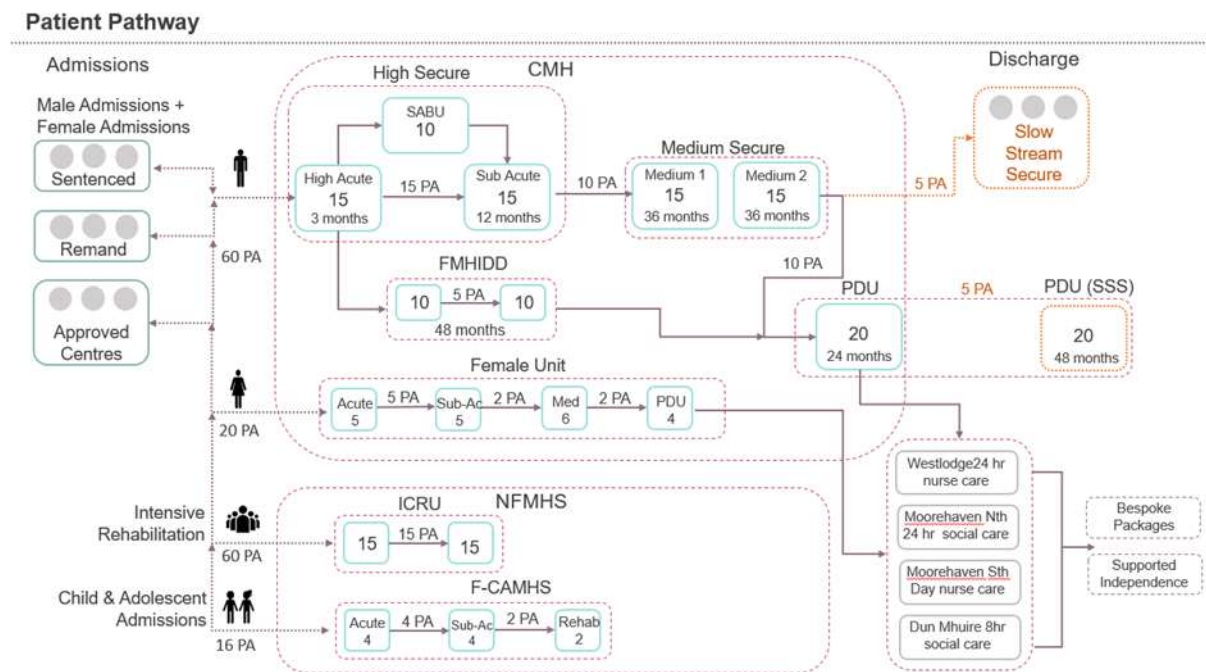 Patient Pathway
Admissions
Male Admissions +
Female Admissions
Sentenced
Remand
60 PA
Approved
Centres
20 PA
Intensive
Rehabilitation
60 PA
Child & Adolescent
Admissions
16 PA
CMH
High Secure
SABU
10
High Acute
15
3 months
15 PA
Sub Acute
15
12 months
10 PA
Medium Secure
Medium 1
15
36 months
Medium 2
15
36 months
5 PA
10 PA
Discharge
Slow
Stream
Secure
FMHIDD
10
5 PA
10
48 months
PDU
20
24 months
5 PA
PDU (SSS)
20
48 months
Female Unit
Acute
5
5 PA
Sub-Ac
5
2 PA
Med
6
2 PA
PDU
4
NFMHS
ICRU
15
15 PA
15
F-CAMHS
Acute
4
4 PA
Sub-Ac
4
2 PA
Rehab
2
Westlodge24 hr
nurse care
Moorehaven Nth
24 hr social care
Moorehaven Sth
Day nurse care
Dun Mhuire 8hr
social care
Bespoke
Packages
Supported
Independence